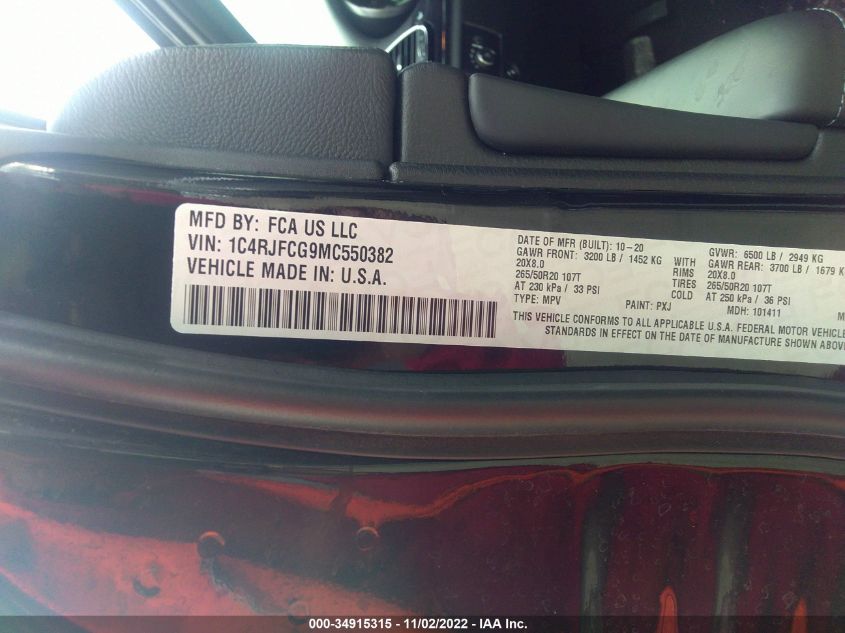 MFD BY: FCA US LLC
VIN: 1C4RJFCG9MC550382
VEHICLE MADE IN: U.S.A.
DATE OF MFR (BUILT): 10-20
GVWR: 6500 LB / 2949 KG
GAWR FRONT: 3200 LB / 1452 KG WITH GAWR REAR: 3700 LB / 1679 K
20X8.0 RIMS 20X8.0
265/50R20 107T TIRES 265/50R20 107T
AT 230 kPa / 33 PSI COLD AT 250 kPa / 36 PSI
TYPE: MPV PAINT: PXJ MDH: 101411
THIS VEHICLE CONFORMS TO ALL APPLICABLE U.S.A. FEDERAL MOTOR VEHICLE
STANDARDS IN EFFECT ON THE DATE OF MANUFACTURE SHOWN ABOV
000-34915315 - 11/02/2022 - IAA Inc.